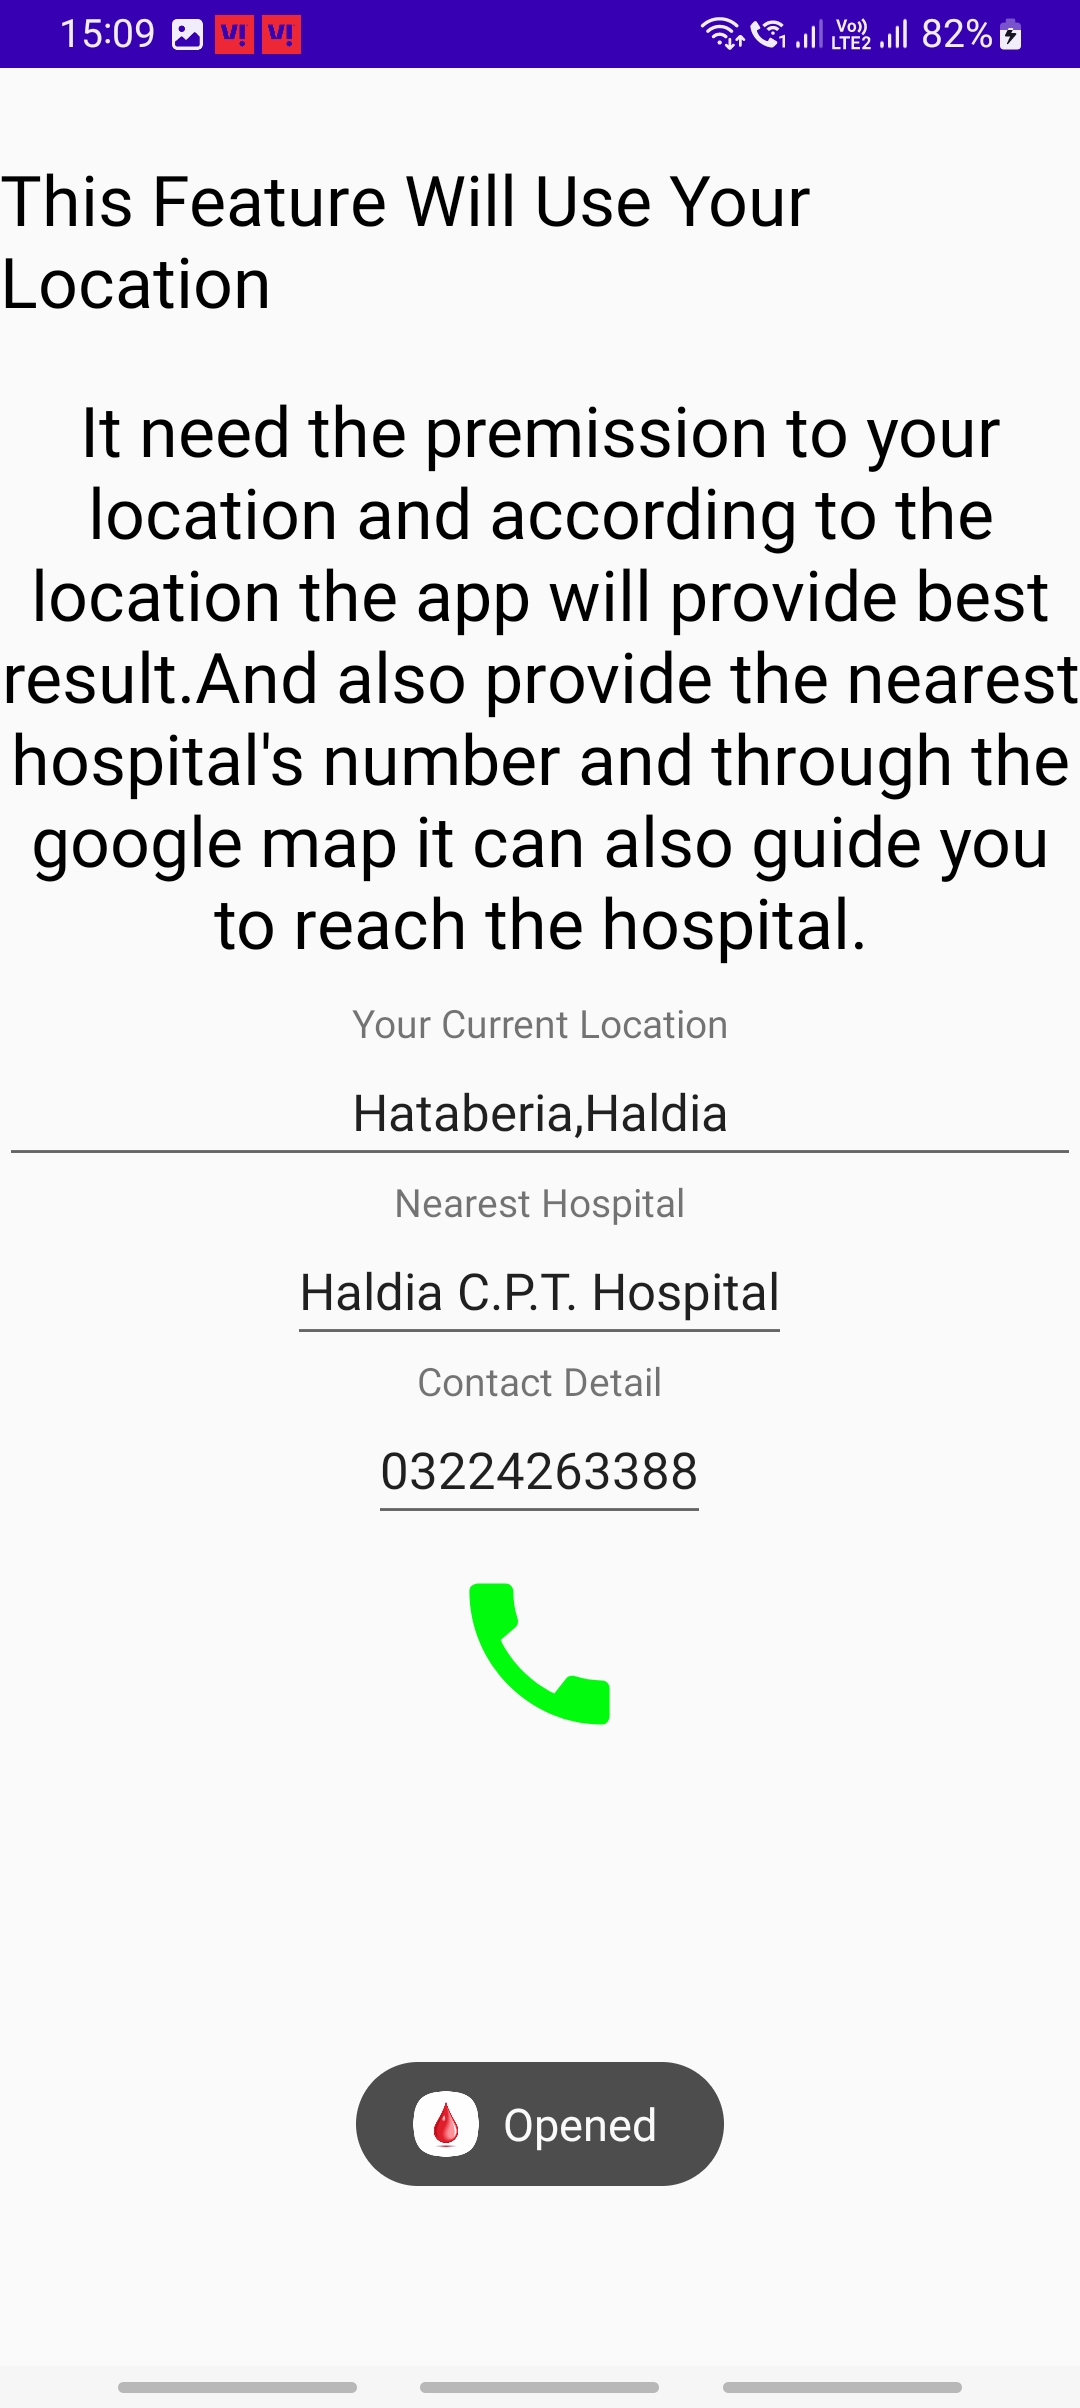 15:09 V! V! 1 Vo)) LTE2 82%
This Feature Will Use Your
Location
It need the premission to your
location and according to the
location the app will provide best
result.And also provide the nearest
hospital's number and through the
google map it can also guide you
to reach the hospital.
Your Current Location
Hataberia,Haldia
Nearest Hospital
Haldia C.P.T. Hospital
Contact Detail
03224263388
Opened